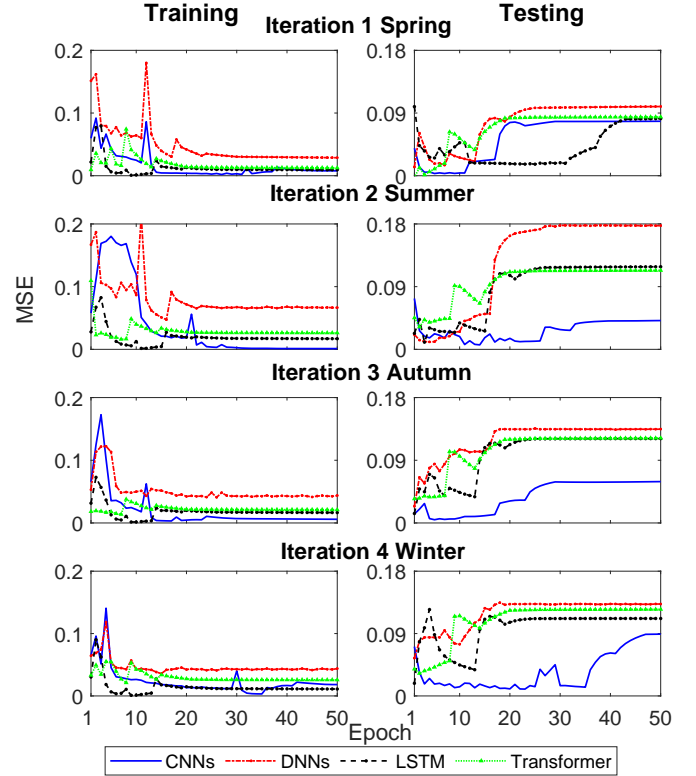 Training Testing
Iteration 1 Spring
0.2 0.18
0.1 0.09
0 0
Iteration 2 Summer
0.2 0.18
0.1 0.09
0 0
MSE
Iteration 3 Autumn
0.2 0.18
0.1 0.09
0 0
Iteration 4 Winter
0.2 0.18
0.1 0.09
0 0
1 10 20 30 40 50 1 10 20 30 40 50
Epoch
CNNs DNNs LSTM Transformer